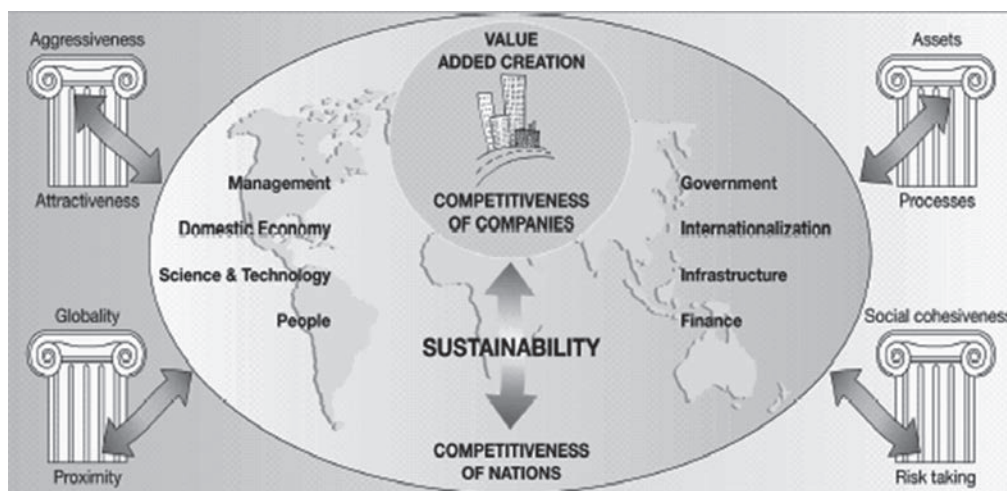 Aggressiveness
Attractiveness
Globality
Proximity
VALUE
ADDED CREATION
COMPETITIVENESS
OF COMPANIES
Management
Domestic Economy
Science & Technology
People
Government
Internationalization
Infrastructure
Finance
SUSTAINABILITY
COMPETITIVENESS
OF NATIONS
Assets
Processes
Social cohesiveness
Risk taking